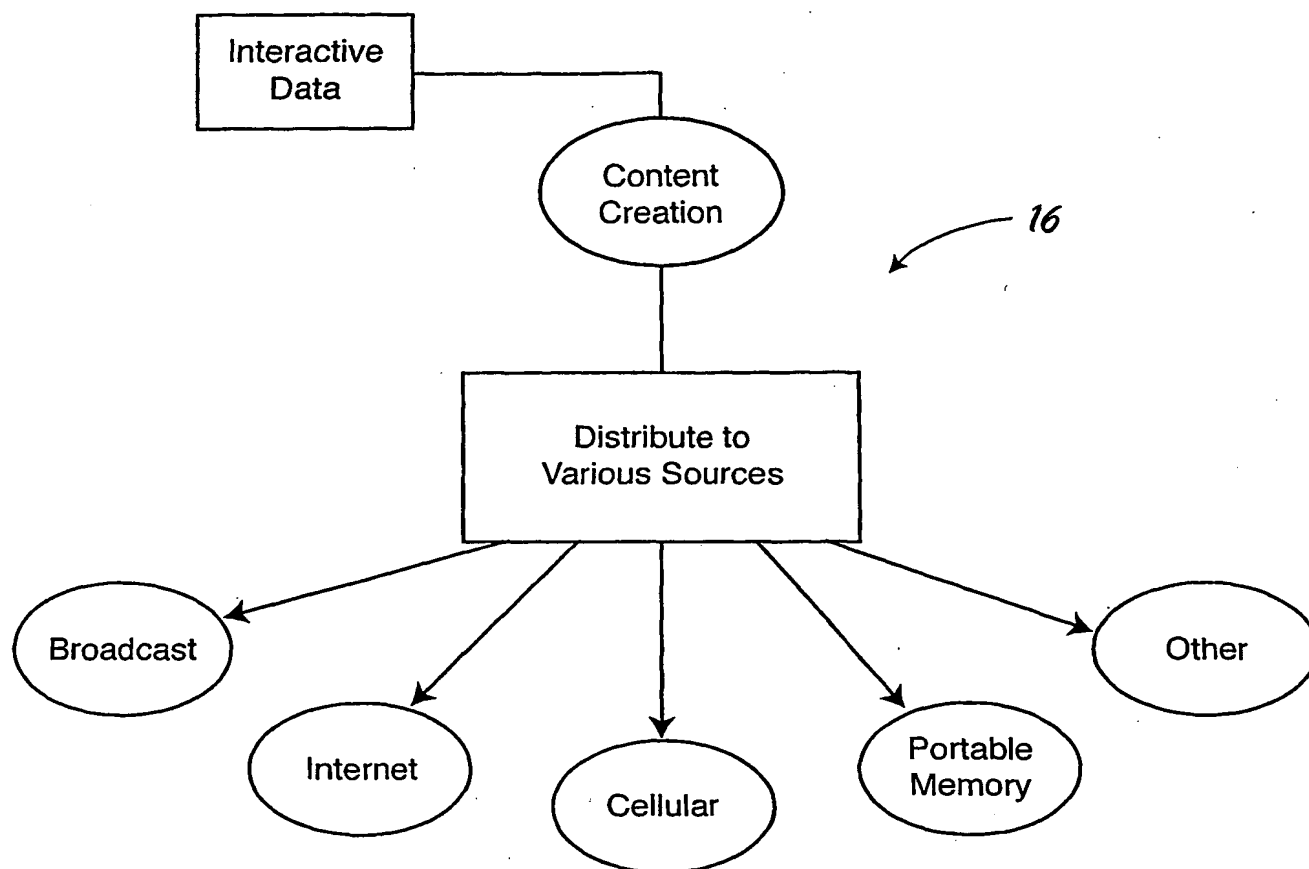 Interactive
Data
Content
Creation
16
Distribute to
Various Sources
Broadcast
Other
Internet
Portable
Memory
Cellular